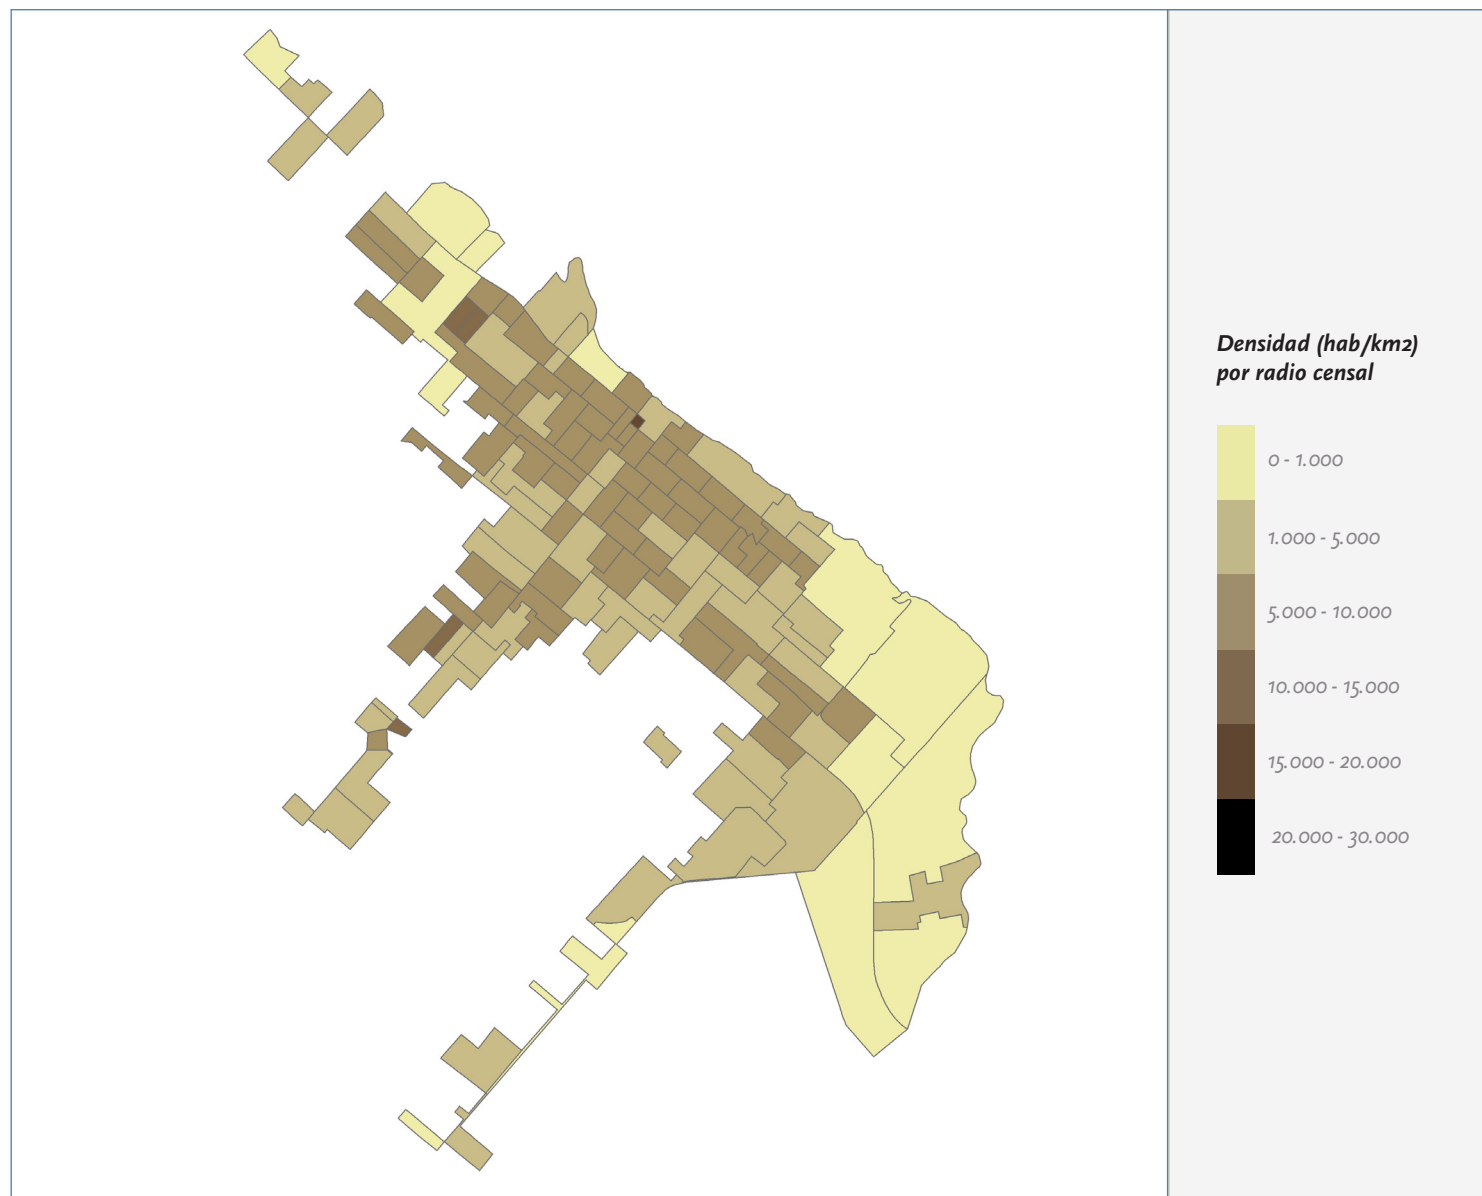 Densidad (hab/km2)
por radio censal
0 - 1.000
1.000 - 5.000
5.000 - 10.000
10.000 - 15.000
15.000 - 20.000
20.000 - 30.000